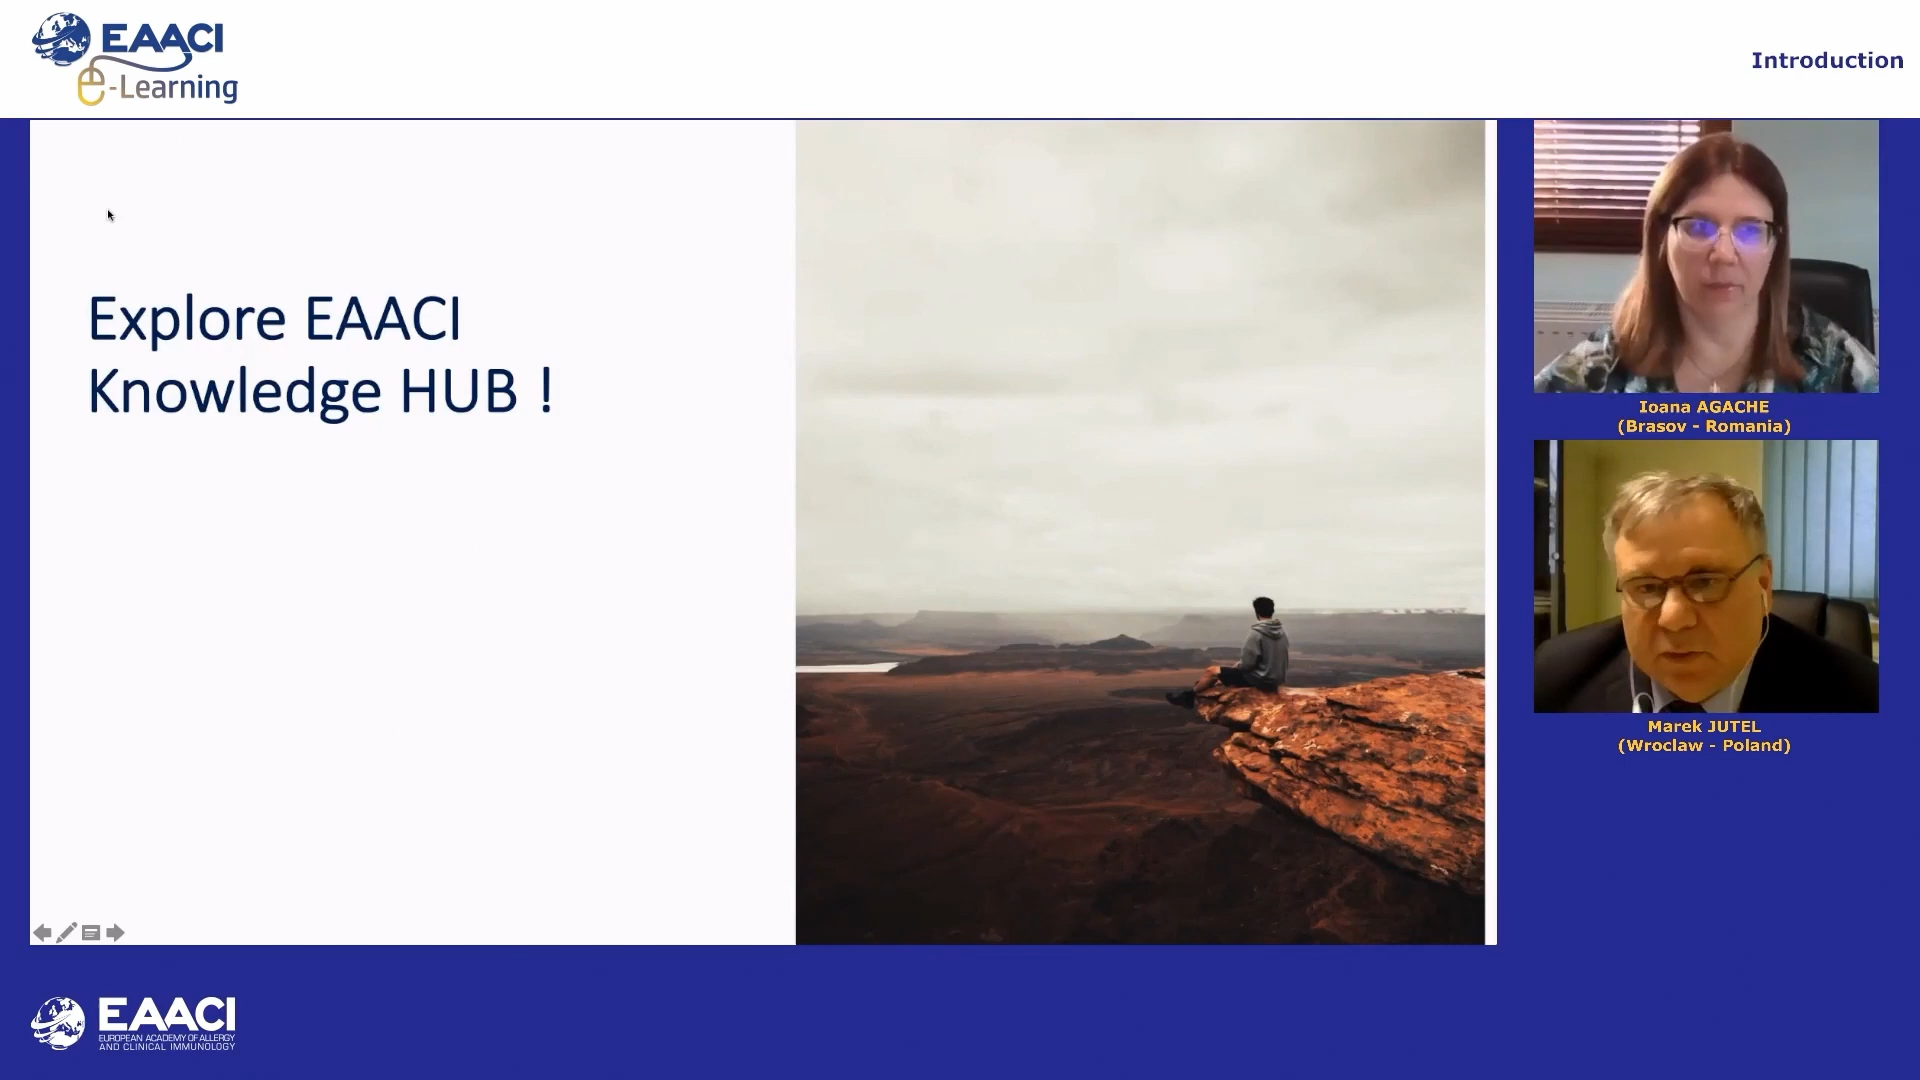 EAACI
e-Learning
Introduction
Explore EAACI
Knowledge HUB !
Ioana AGACHE
(Brasov - Romania)
Marek JUTEL
(Wroclaw - Poland)
EAACI
EUROPEAN ACADEMY OF ALLERGY
AND CLINICAL IMMUNOLOGY